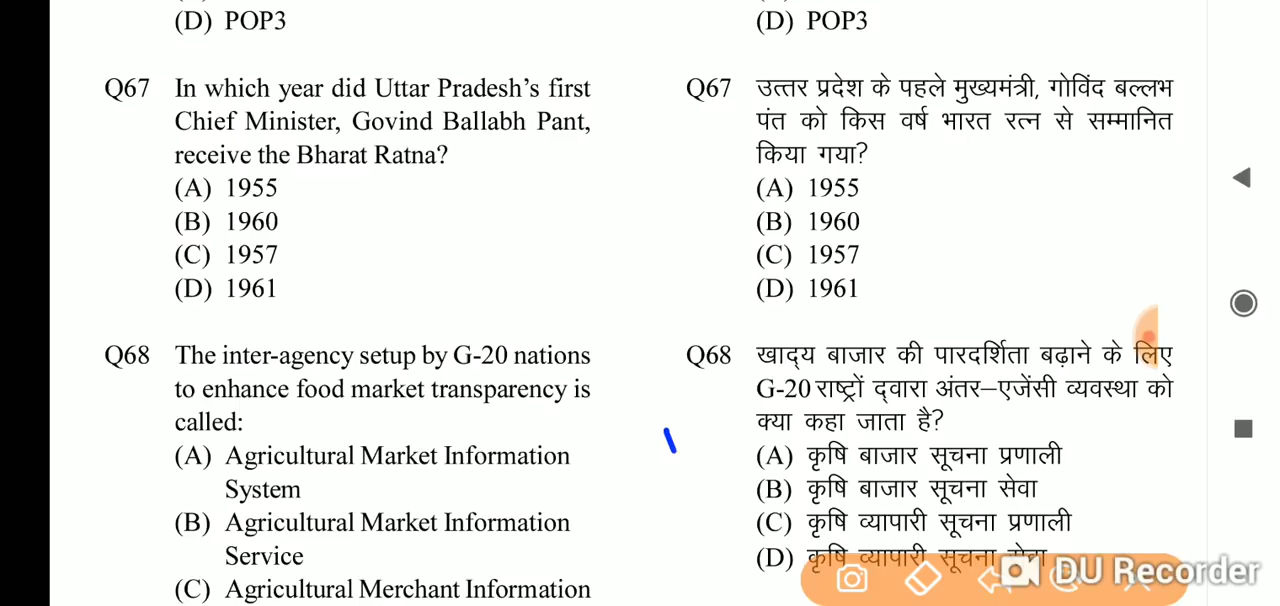 (D) POP3
Q67 In which year did Uttar Pradesh's first
Chief Minister, Govind Ballabh Pant,
receive the Bharat Ratna?
(A) 1955
(B) 1960
(C) 1957
(D) 1961
Q68 The inter-agency setup by G-20 nations
to enhance food market transparency is
called:
(A) Agricultural Market Information
System
(B) Agricultural Market Information
Service
(C) Agricultural Merchant Information
(D) POP3
Q67 उत्तर प्रदेश के पहले मुख्यमंत्री, गोविंद बल्लभ
पंत को किस वर्ष भारत रत्न से सम्मानित
किया गया?
(A) 1955
(B) 1960
(C) 1957
(D) 1961
Q68 खाद्य बाजार की पारदर्शिता बढ़ाने के लिए
G-20 राष्ट्रों द्वारा अंतर–एजेंसी व्यवस्था को
क्या कहा जाता है?
(A) कृषि बाजार सूचना प्रणाली
(B) कृषि बाजार सूचना सेवा
(C) कृषि व्यापारी सूचना प्रणाली
(D) कृषि व्यापारी सूचना सेवा
DU Recorder